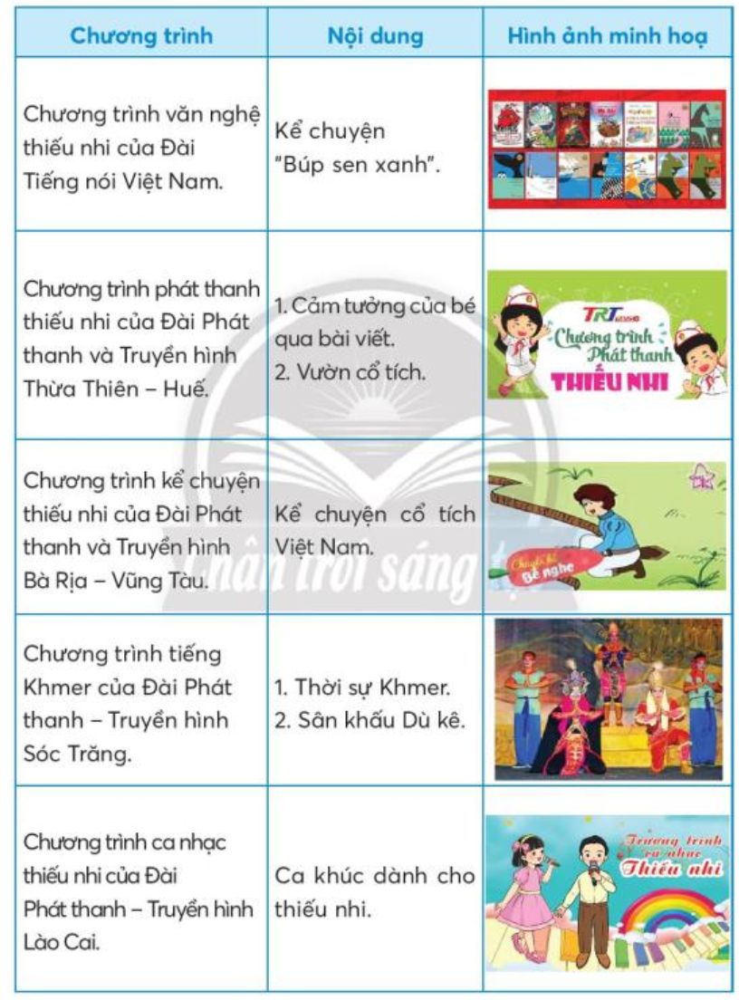 Chương trình
Nội dung
Hình ảnh minh hoạ
Chương trình văn nghệ
thiếu nhi của Đài
Tiếng nói Việt Nam.
Kể chuyện
"Búp sen xanh".
Chương trình phát thanh
thiếu nhi của Đài Phát
thanh và Truyền hình
Thừa Thiên – Huế.
1. Cảm tưởng của bé
qua bài viết.
2. Vườn cổ tích.
TRT
Chương trình
Phát thanh
THIẾU NHI
Chương trình kể chuyện
thiếu nhi của Đài Phát
thanh và Truyền hình
Bà Rịa – Vũng Tàu.
Kể chuyện cổ tích
Việt Nam.
Chuyện kể
Bé nghe
Chân trời sáng tạo
Chương trình tiếng
Khmer của Đài Phát
thanh – Truyền hình
Sóc Trăng.
1. Thời sự Khmer.
2. Sân khấu Dù kê.
Chương trình ca nhạc
thiếu nhi của Đài
Phát thanh – Truyền hình
Lào Cai.
Ca khúc dành cho
thiếu nhi.
Trương trình
ca nhạc
Thiếu nhi